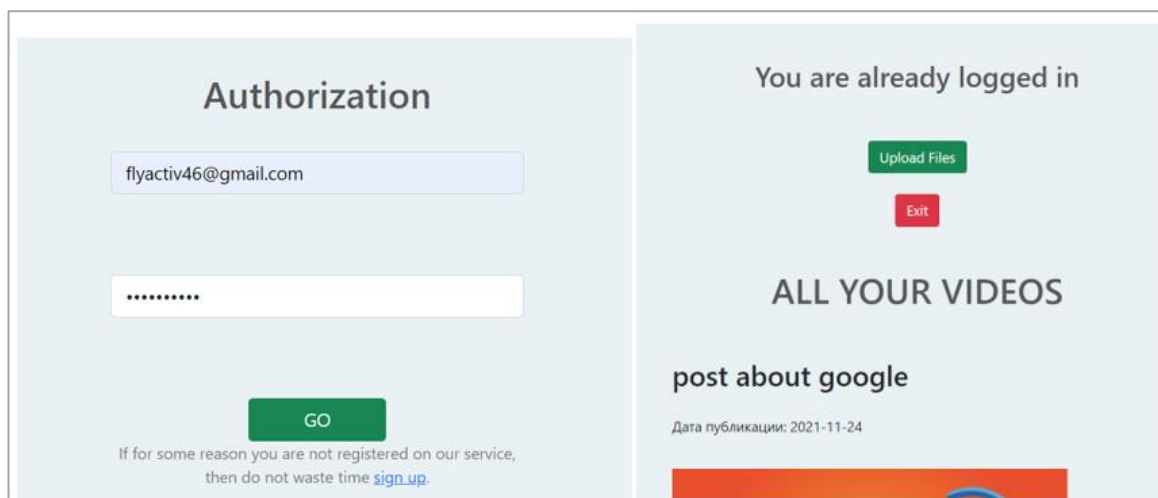 Authorization
flyactiv46@gmail.com
••••••••••
GO
If for some reason you are not registered on our service,
then do not waste time sign up.
You are already logged in
Upload Files
Exit
ALL YOUR VIDEOS
post about google
Дата публикации: 2021-11-24